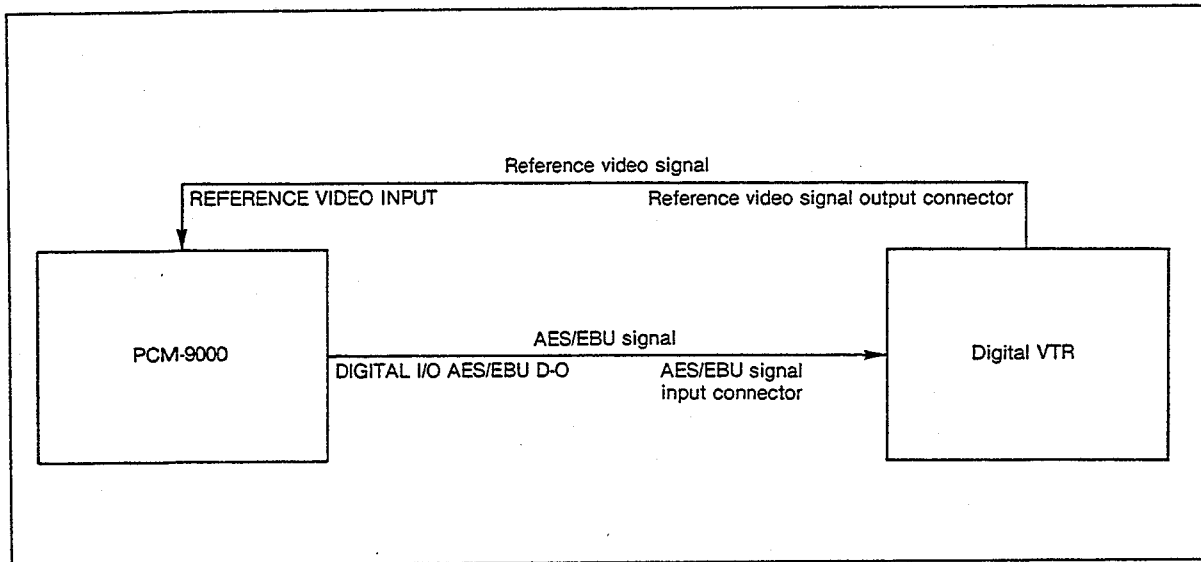 Reference video signal
REFERENCE VIDEO INPUT
Reference video signal output connector
PCM-9000
AES/EBU signal
Digital VTR
DIGITAL I/O AES/EBU D-O
AES/EBU signal
input connector